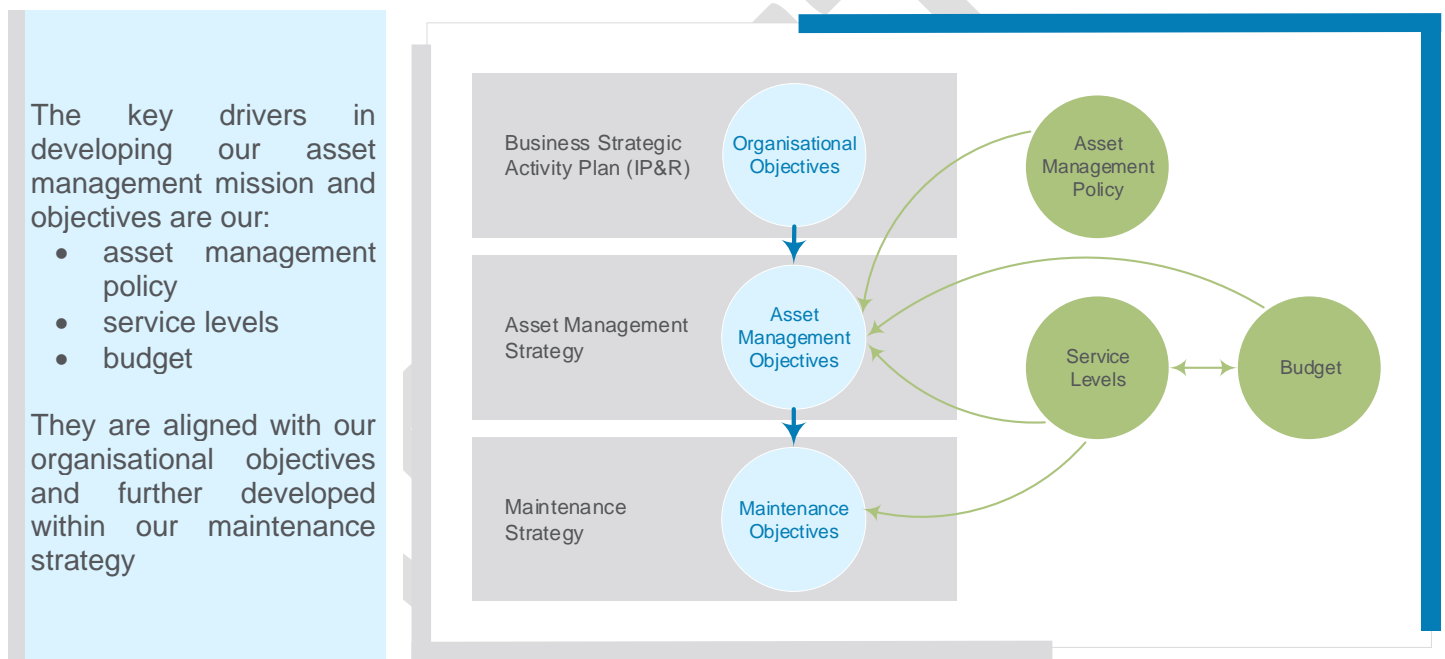 The key drivers in
developing our asset
management mission and
objectives are our:
• asset management
policy
• service levels
• budget
They are aligned with our
organisational objectives
and further developed
within our maintenance
strategy
Business Strategic
Activity Plan (IP&R)
Organisational
Objectives
Asset
Management
Policy
Asset Management
Strategy
Asset
Management
Objectives
Service
Levels
Budget
Maintenance
Strategy
Maintenance
Objectives